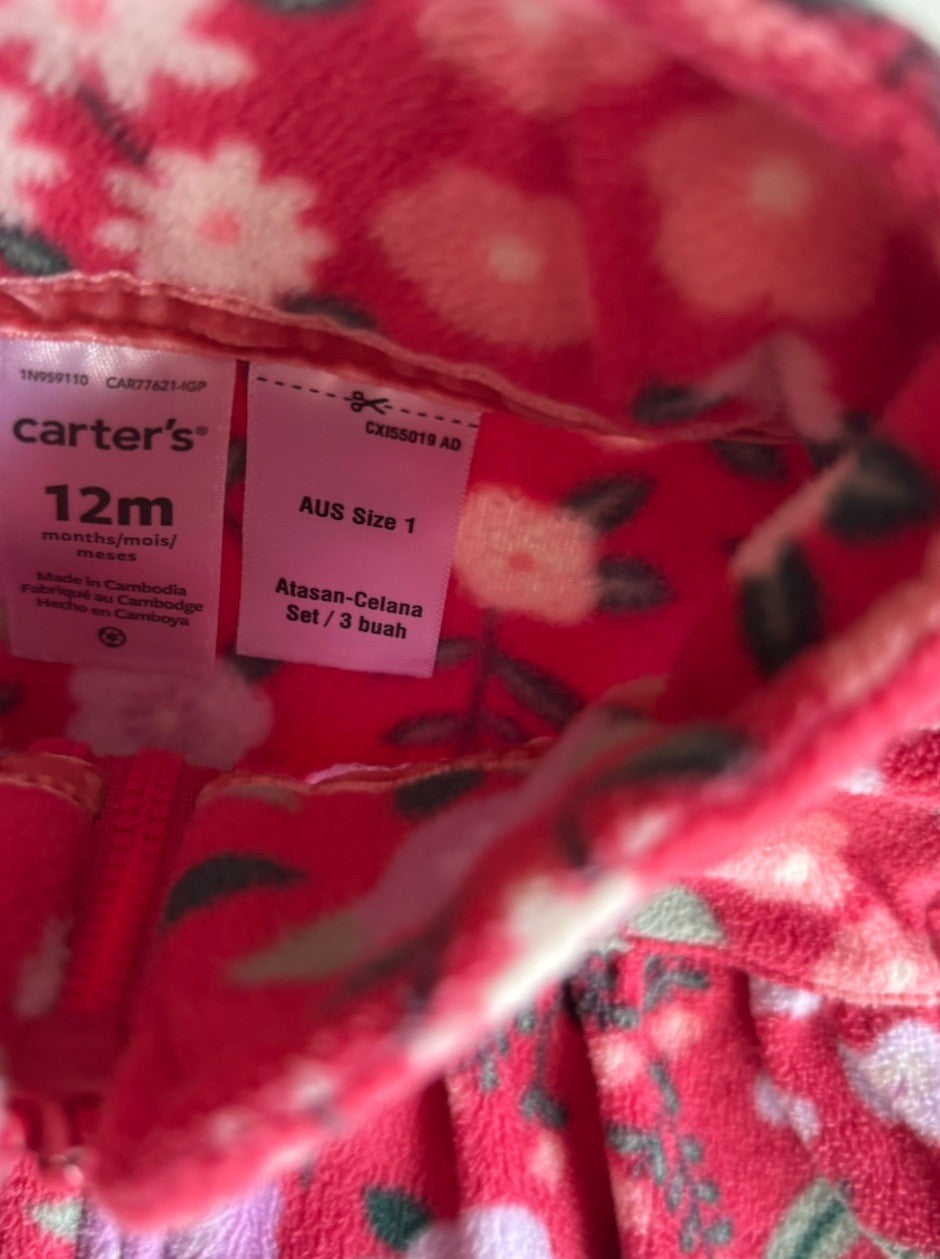 1N959110 CAR77621-IGP
carter's®
12m
months/mois/
meses
Made in Cambodia
Fabriqué au Cambodge
Hecho en Camboya
CXI55019 AD
AUS Size 1
Atasan-Celana
Set / 3 buah